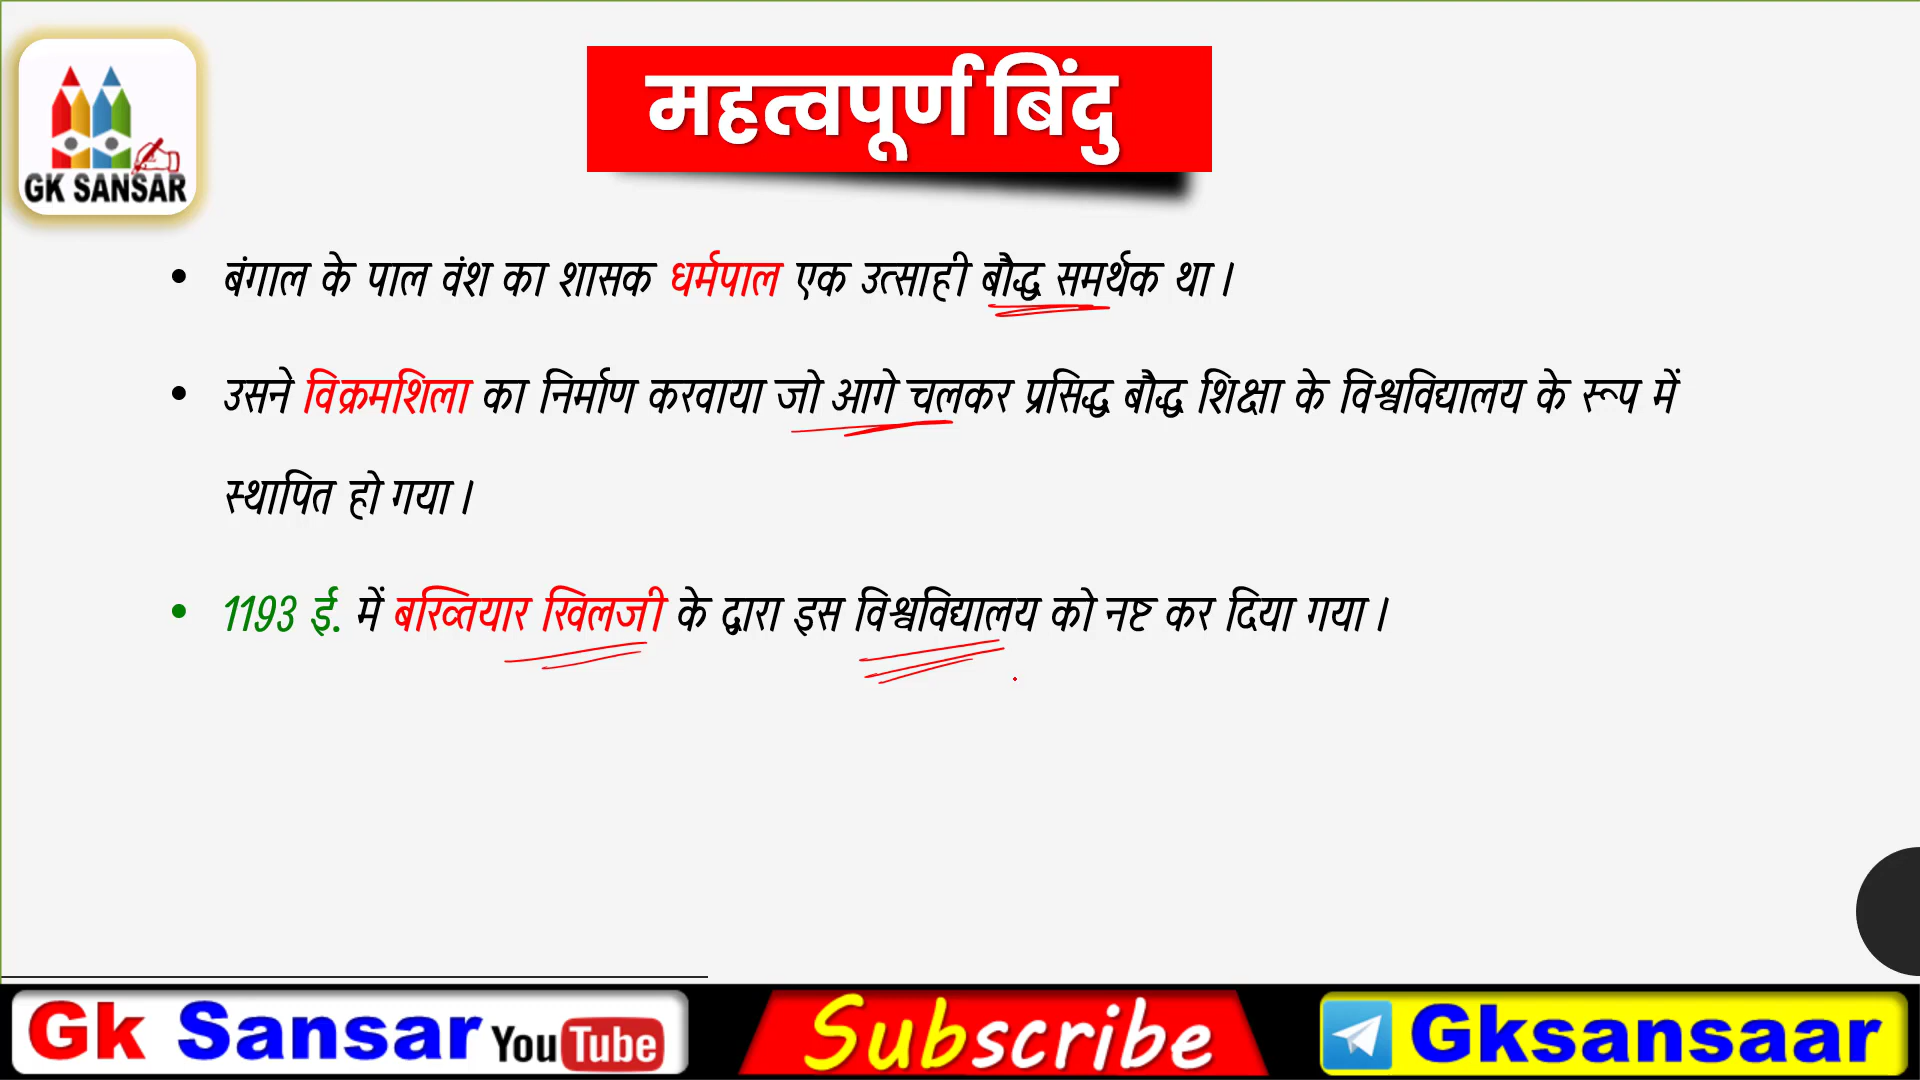 महत्वपूर्ण बिंदु
GK SANSAR
• बंगाल के पाल वंश का शासक धर्मपाल एक उत्साही बौद्ध समर्थक था।
• उसने विक्रमशिला का निर्माण करवाया जो आगे चलकर प्रसिद्ध बौद्ध शिक्षा के विश्वविद्यालय के रूप में
स्थापित हो गया।
• 1193 ई. में बख्तियार खिलजी के द्वारा इस विश्वविद्यालय को नष्ट कर दिया गया।
Gk Sansar YouTube Subscribe Gksansaar